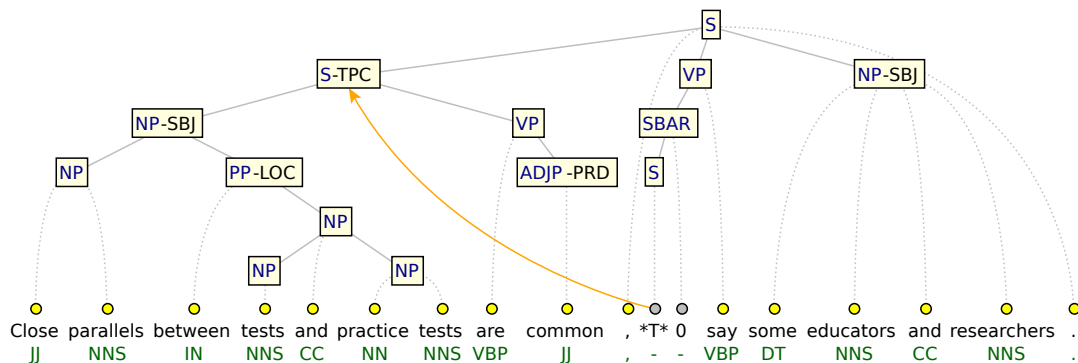 S
S-TPC VP NP-SBJ
NP-SBJ VP SBAR
NP PP-LOC ADJP-PRD S
NP
NP NP
Close parallels between tests and practice tests are common , *T* 0 say some educators and researchers .
JJ NNS IN NNS CC NN NNS VBP JJ , - - VBP DT NNS CC NNS .